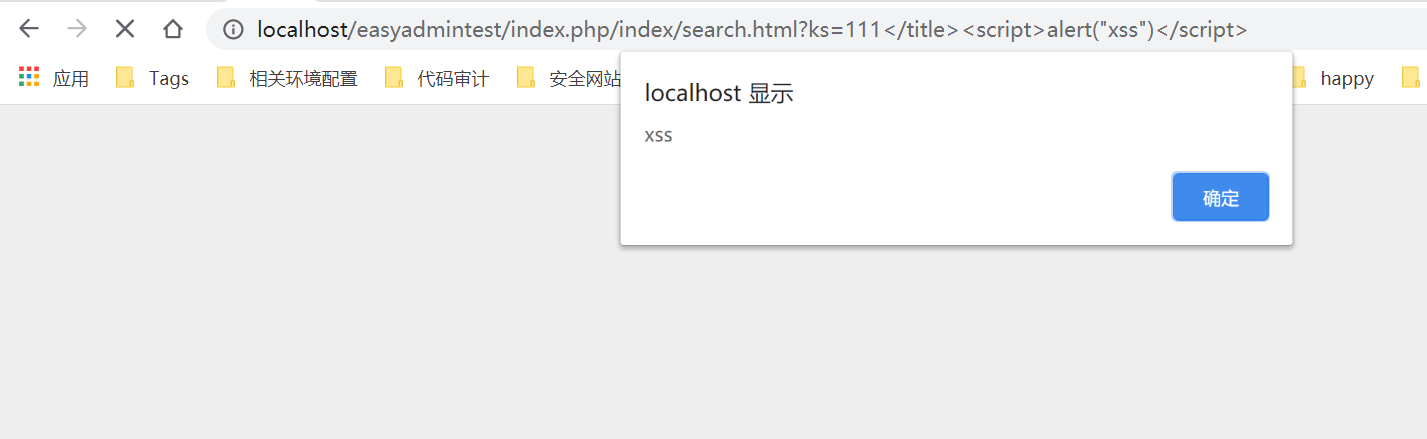 localhost/easyadmintest/index.php/index/search.html?ks=111</title><script>alert("xss")</script>
应用 Tags 相关环境配置 代码审计 安全网站 happy
localhost 显示
xss
确定